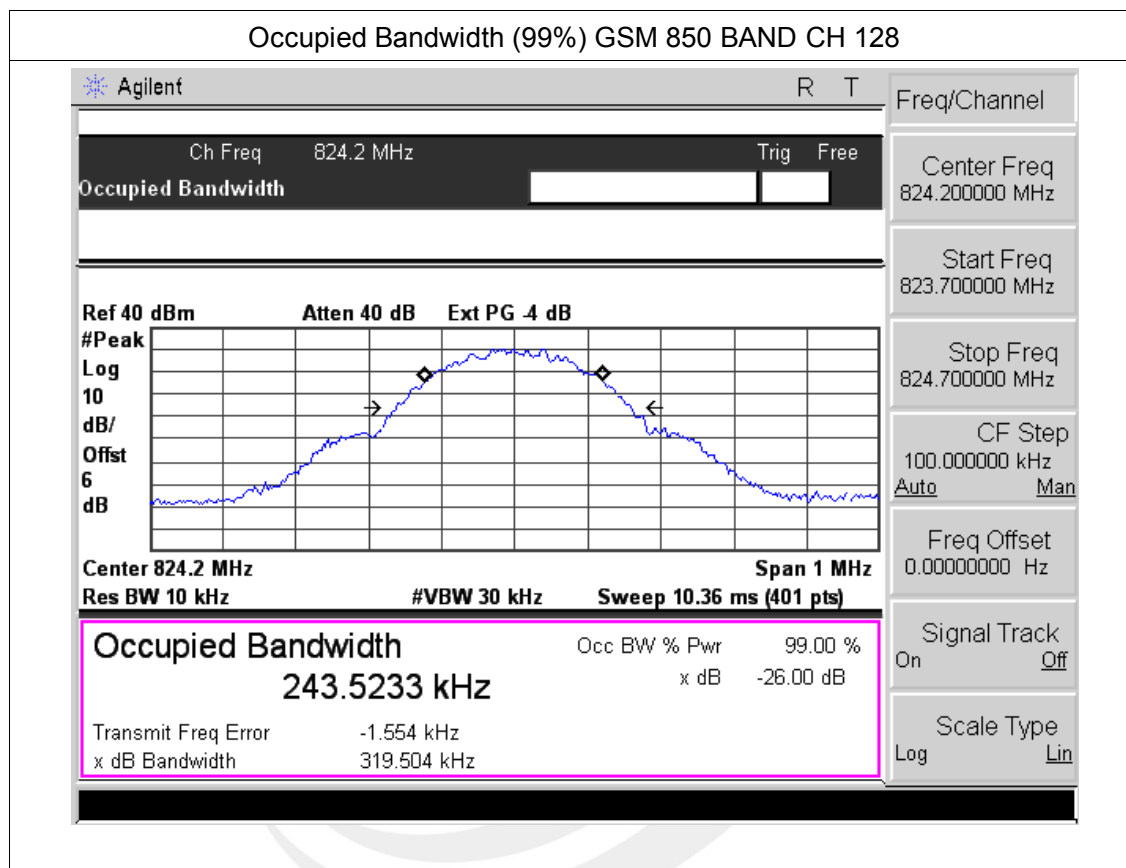 Occupied Bandwidth (99%) GSM 850 BAND CH 128
Agilent
R T
Freq/Channel
Ch Freq 824.2 MHz
Trig Free
Occupied Bandwidth
Center Freq
824.200000 MHz
Start Freq
823.700000 MHz
Stop Freq
824.700000 MHz
CF Step
100.000000 kHz
Auto Man
Freq Offset
0.00000000 Hz
Signal Track
On Off
Scale Type
Log Lin
Ref 40 dBm Atten 40 dB Ext PG -4 dB
#Peak
Log
10
dB/
Offst
6
dB
Center 824.2 MHz Span 1 MHz
Res BW 10 kHz #VBW 30 kHz Sweep 10.36 ms (401 pts)
Occupied Bandwidth
243.5233 kHz
Occ BW % Pwr 99.00 %
x dB -26.00 dB
Transmit Freq Error -1.554 kHz
x dB Bandwidth 319.504 kHz